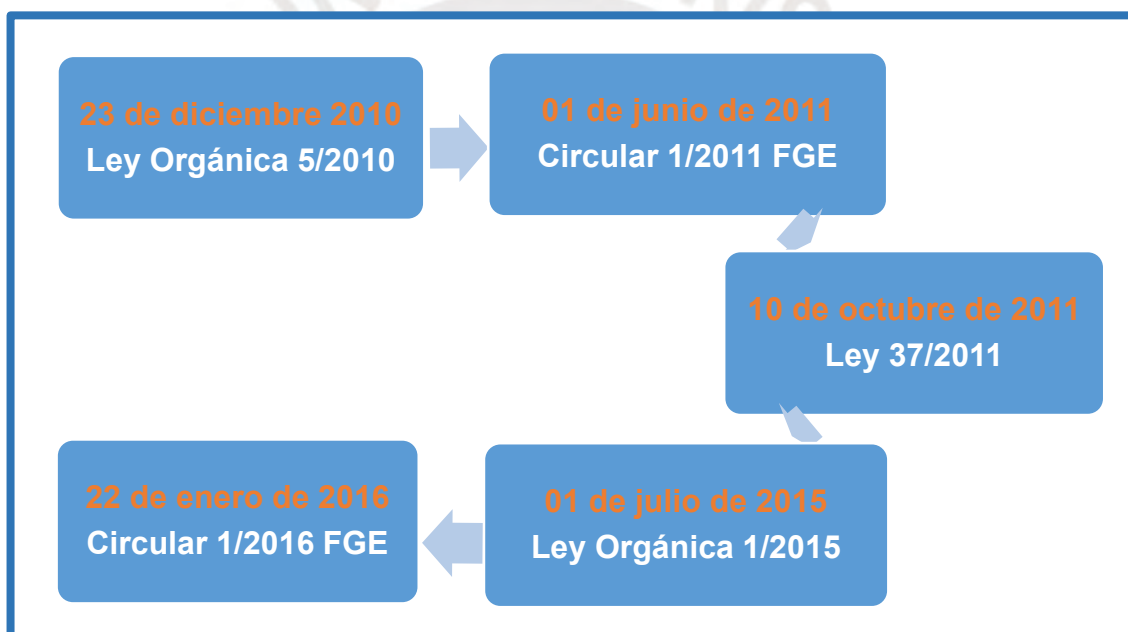 23 de diciembre 2010
Ley Orgánica 5/2010
01 de junio de 2011
Circular 1/2011 FGE
10 de octubre de 2011
Ley 37/2011
01 de julio de 2015
Ley Orgánica 1/2015
22 de enero de 2016
Circular 1/2016 FGE